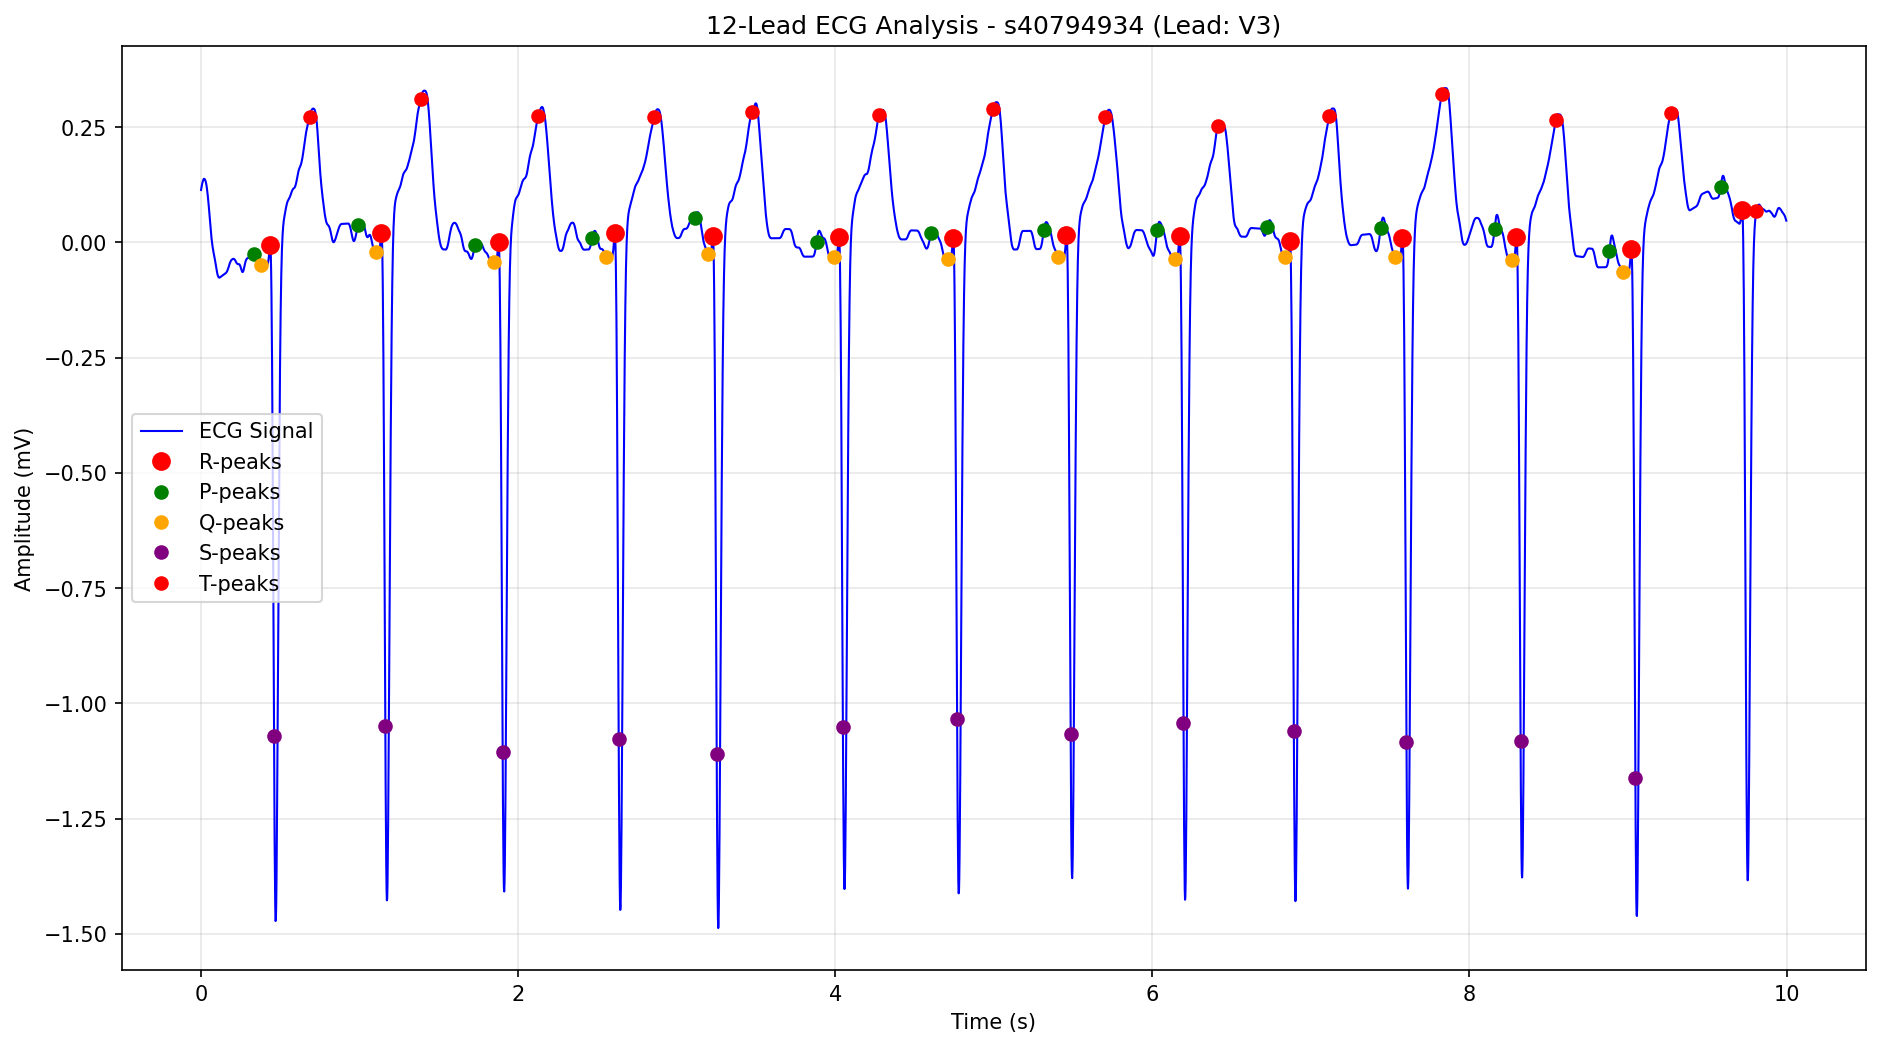 12-Lead ECG Analysis - s40794934 (Lead: V3)
Amplitude (mV)
0.25
0.00
−0.25
−0.50
−0.75
−1.00
−1.25
−1.50
ECG Signal
R-peaks
P-peaks
Q-peaks
S-peaks
T-peaks
0 2 4 6 8 10
Time (s)